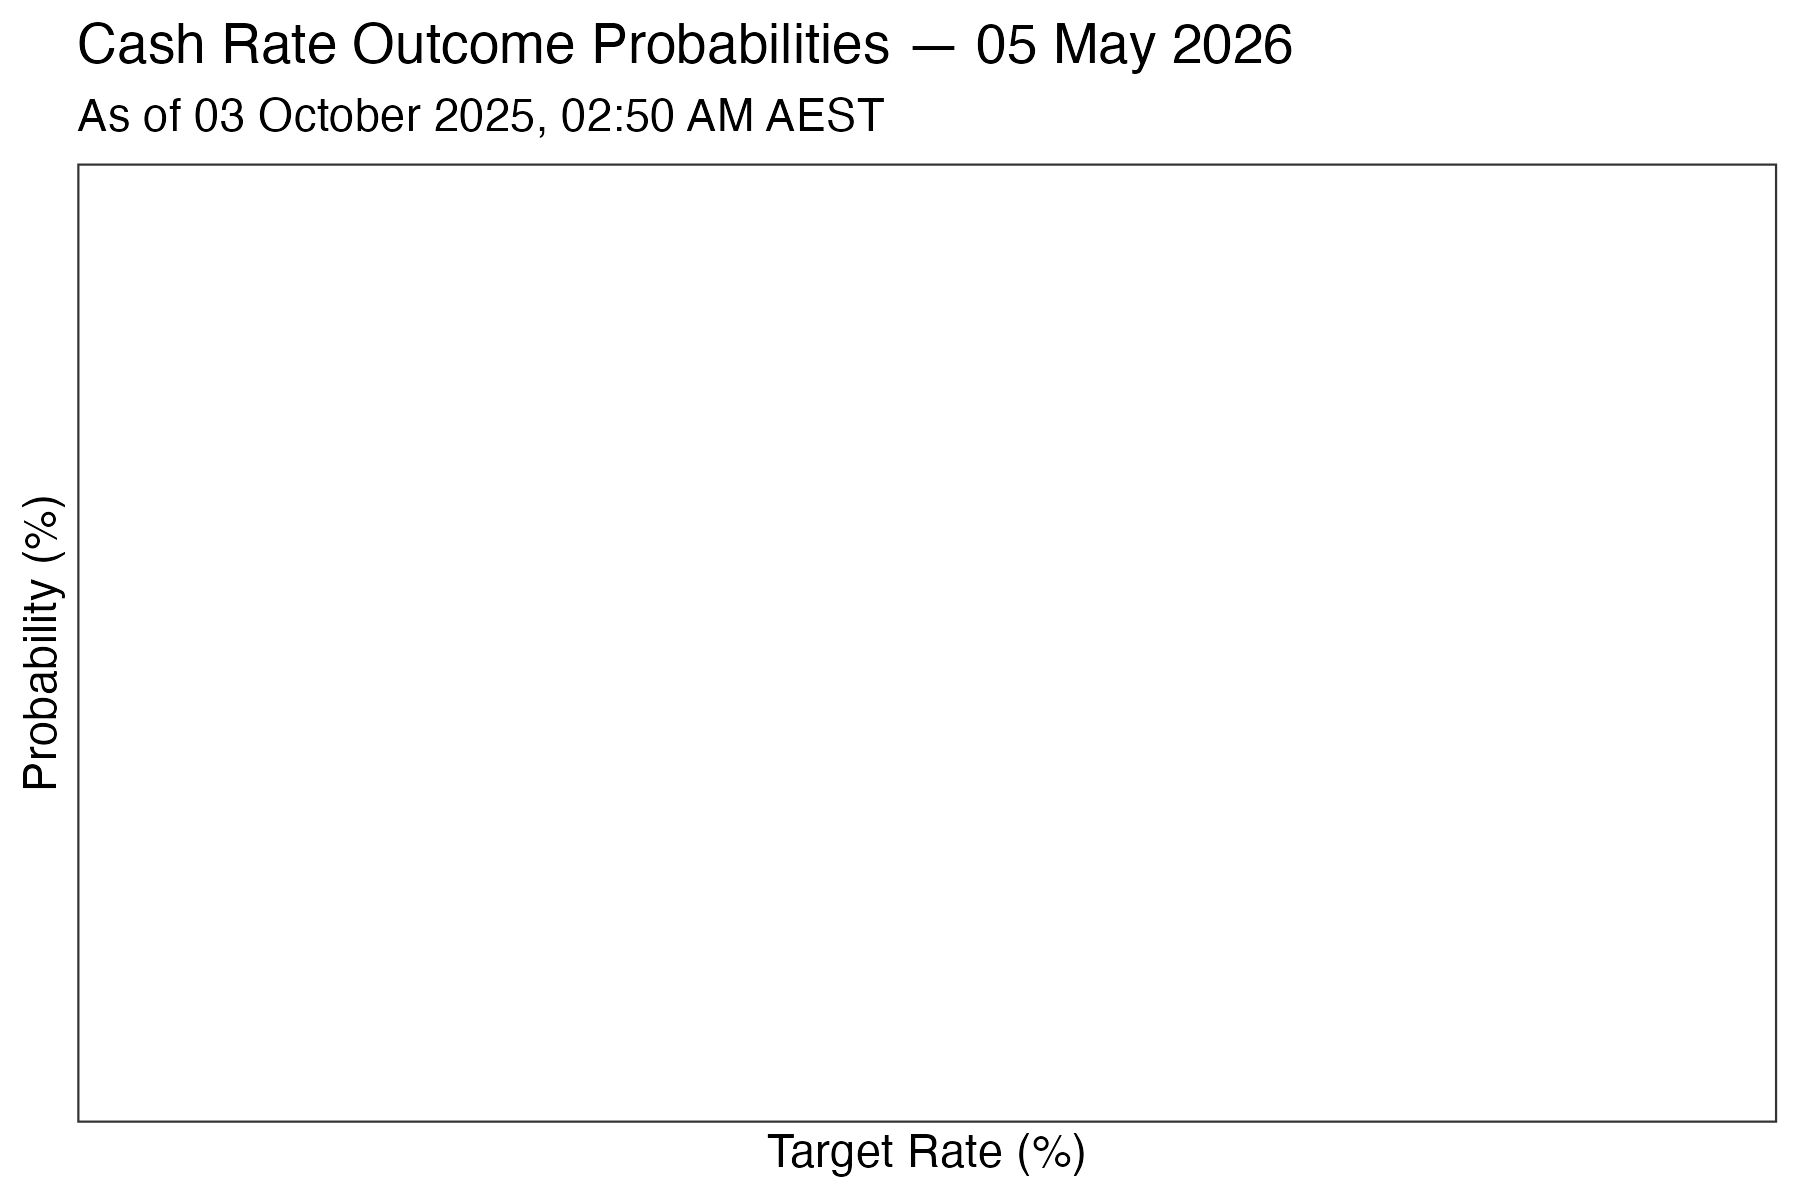 Cash Rate Outcome Probabilities — 05 May 2026
As of 03 October 2025, 02:50 AM AEST
Probability (%)
Target Rate (%)